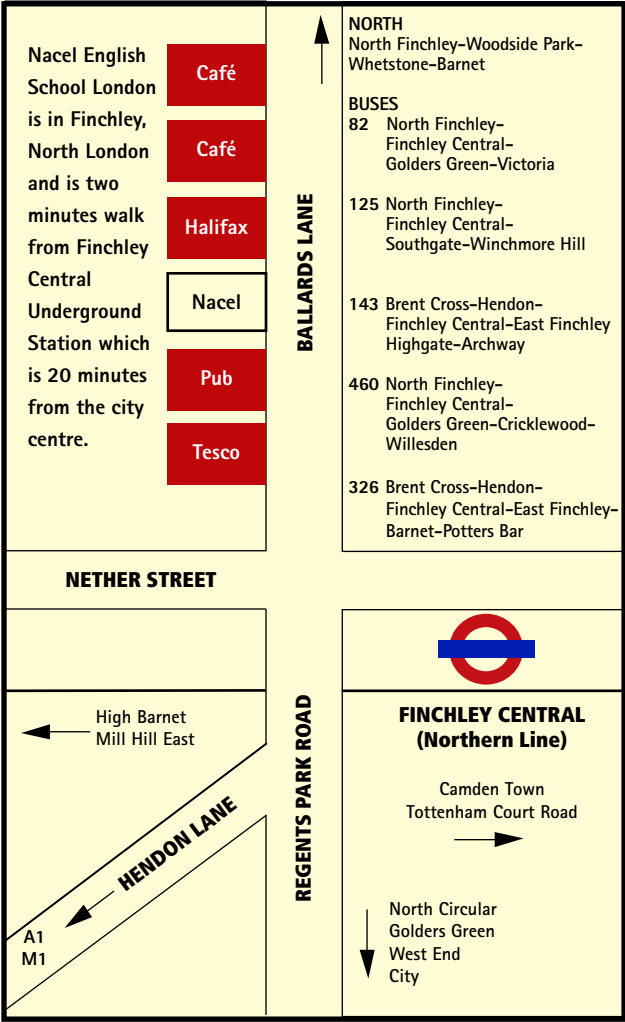 Nacel English
School London
is in Finchley,
North London
and is two
minutes walk
from Finchley
Central
Underground
Station which
is 20 minutes
from the city
centre.
Café
Café
Halifax
Nacel
Pub
Tesco
BALLARDS LANE
NORTH
North Finchley-Woodside Park-
Whetstone-Barnet
BUSES
82 North Finchley-
Finchley Central-
Golders Green-Victoria
125 North Finchley-
Finchley Central-
Southgate-Winchmore Hill
143 Brent Cross-Hendon-
Finchley Central-East Finchley
Highgate-Archway
460 North Finchley-
Finchley Central-
Golders Green-Cricklewood-
Willesden
326 Brent Cross-Hendon-
Finchley Central-East Finchley-
Barnet-Potters Bar
NETHER STREET
High Barnet
Mill Hill East
HENDON LANE
A1
M1
REGENTS PARK ROAD
FINCHLEY CENTRAL
(Northern Line)
Camden Town
Tottenham Court Road
North Circular
Golders Green
West End
City